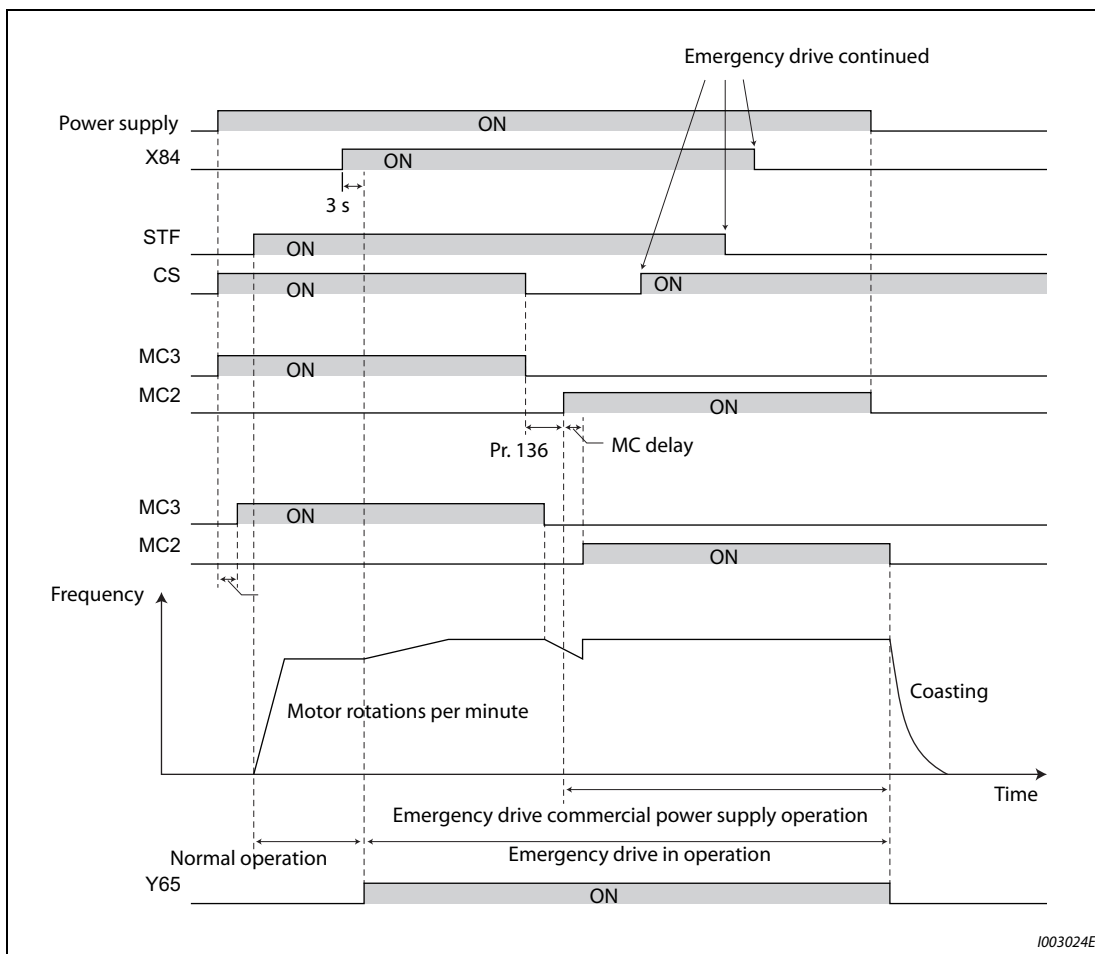 Emergency drive continued
Power supply
ON
X84
ON
3 s
STF
ON
CS
ON
ON
MC3
ON
MC2
ON
Pr. 136
MC delay
MC3
ON
MC2
ON
Frequency
Motor rotations per minute
Coasting
Time
Emergency drive commercial power supply operation
Normal operation
Emergency drive in operation
Y65
ON
I003024E